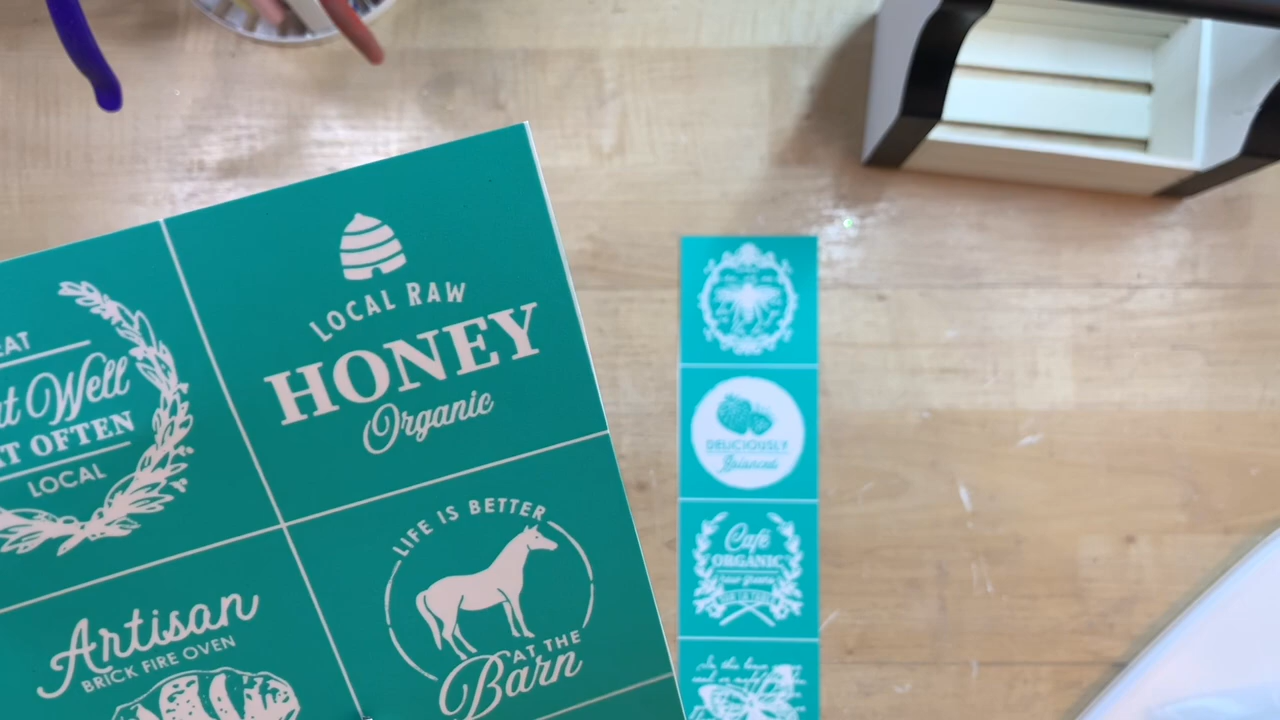 EAT
Well
OFTEN
LOCAL
LOCAL RAW
HONEY
Organic
Artisan
BRICK FIRE OVEN
LIFE IS BETTER
AT THE
Barn
DELICIOUSLY
Balanced
Café
ORGANIC